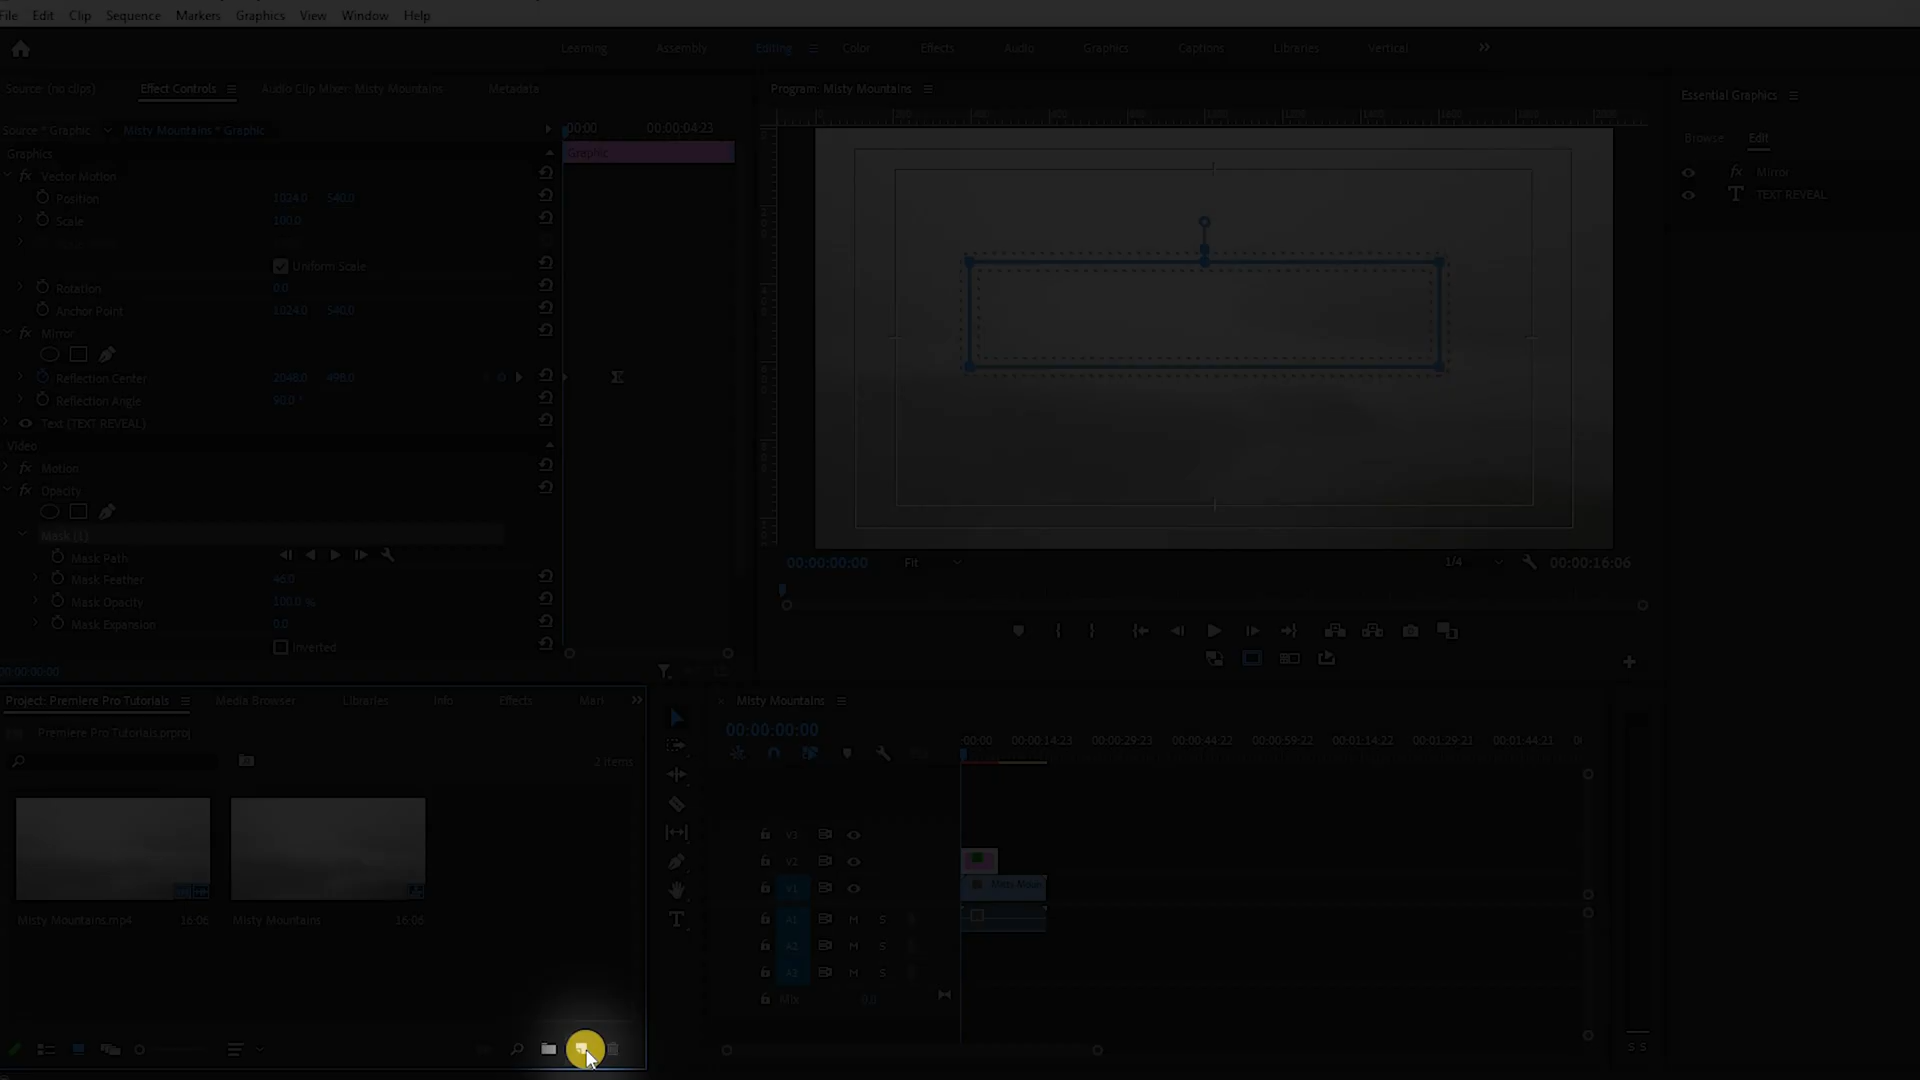 File Edit Clip Sequence Markers Graphics View Window Help
Learning Assembly Editing Color Effects Audio Graphics Captions Libraries Vertical
Source: (no clips) Effect Controls Audio Clip Mixer: Misty Mountains Metadata
Program: Misty Mountains
Essential Graphics
Source * Graphic Misty Mountains * Graphic
00:00 00:00:04:23
Browse Edit
Graphics
Graphic
Mirror
TEXT REVEAL
Vector Motion
Position 1024.0 540.0
Scale 100.0
Uniform Scale
Rotation 0.0
Anchor Point 1024.0 540.0
Mirror
Reflection Center 2048.0 498.0
Reflection Angle 90.0 °
Text (TEXT REVEAL)
Video
Motion
Opacity
Mask (1)
Mask Path
Mask Feather 46.0
Mask Opacity 100.0 %
Mask Expansion 0.0
Inverted
00:00:00:00
00:00:00:00 Fit 1/4 00:00:16:06
Project: Premiere Pro Tutorials Media Browser Libraries Info Effects Mari
Premiere Pro Tutorials.prproj
2 Items
Misty Mountains.mp4 16:06 Misty Mountains 16:06
Misty Mountains
00:00:00:00
:00:00 00:00:14:23 00:00:29:23 00:00:44:22 00:00:59:22 00:01:14:22 00:01:29:21 00:01:44:21
V3
V2
V1 Misty Moun
A1 M S
A2 M S
A3 M S
Mix 0.0
S S